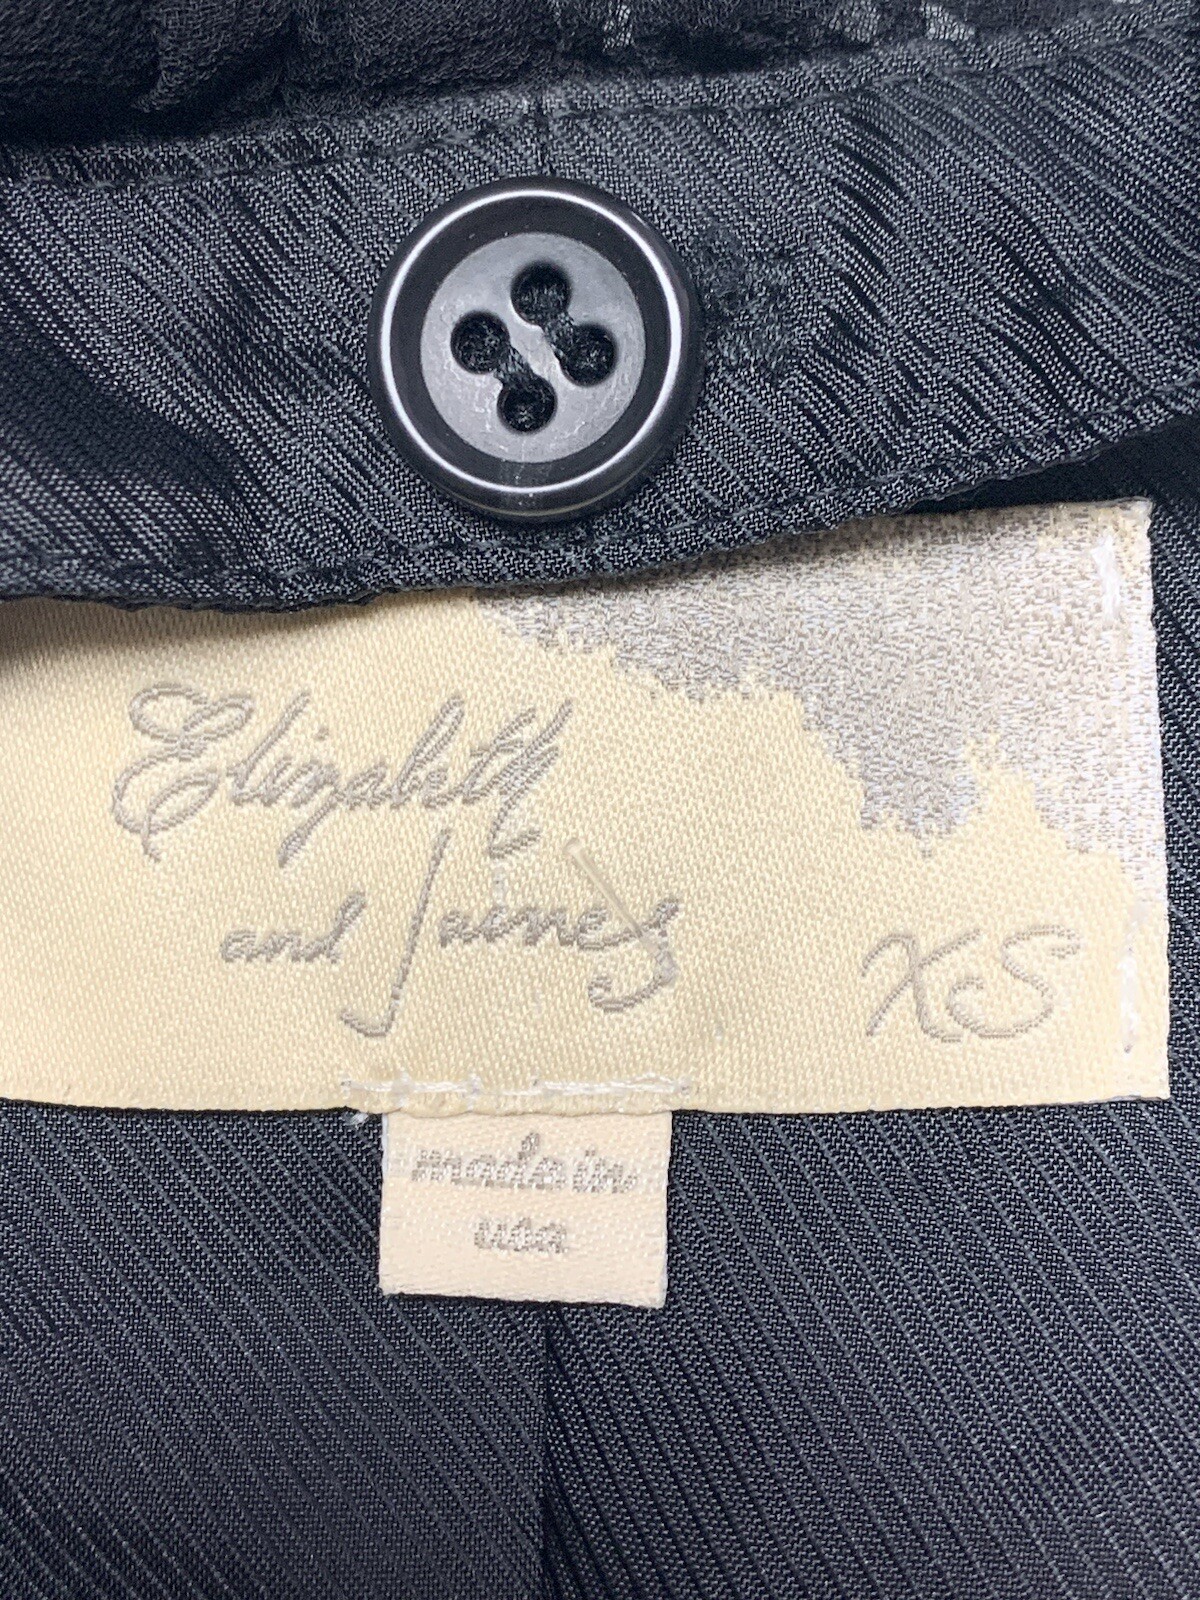 Elizabeth
and James
XS
made in
usa